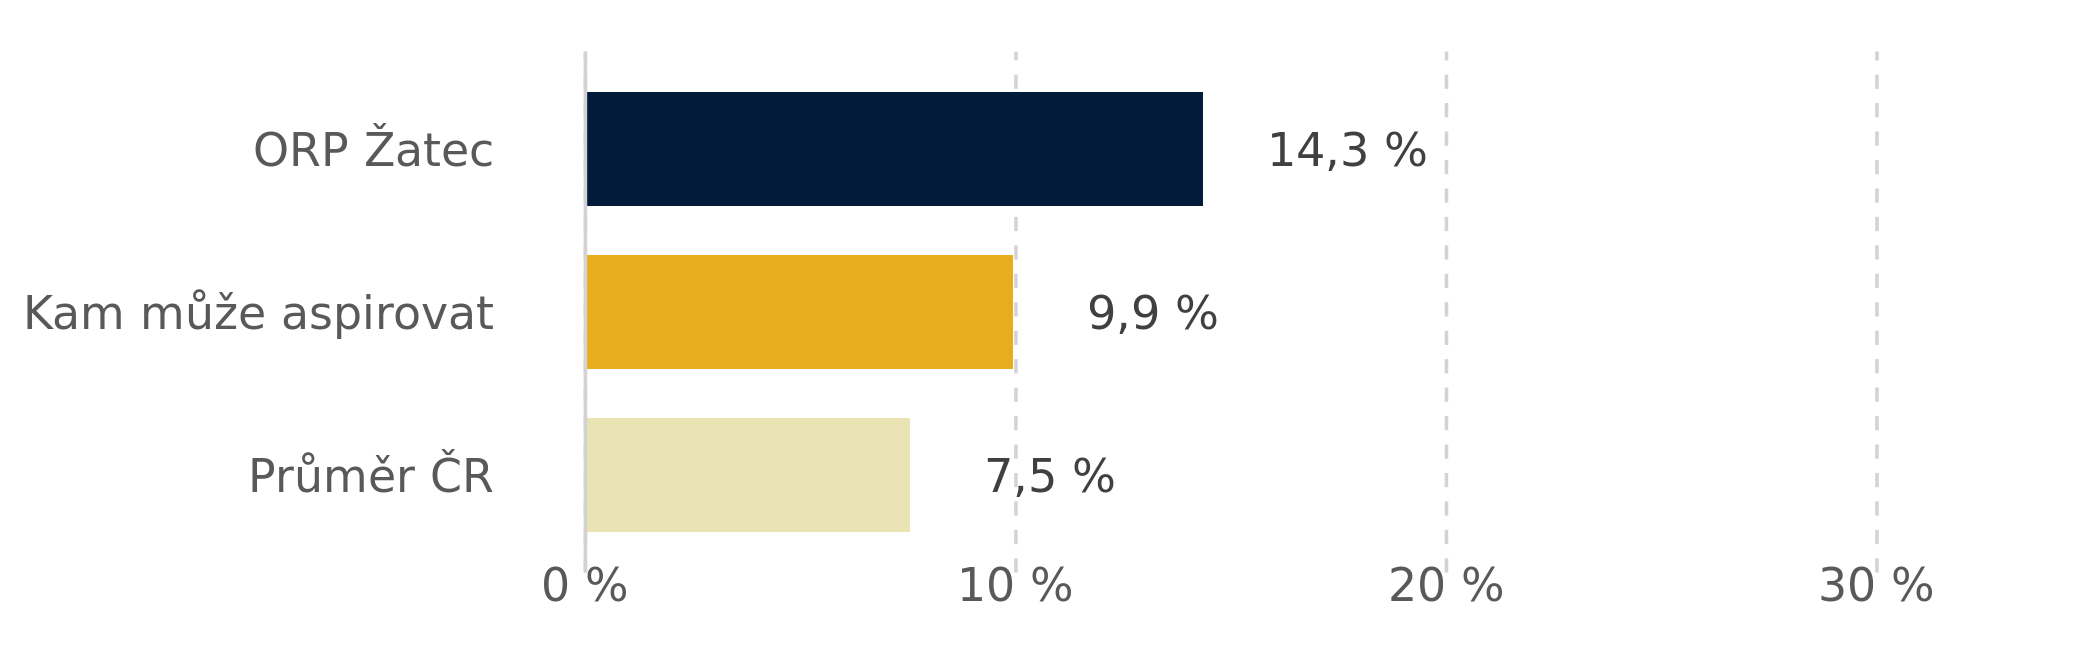 ORP Žatec 14,3 %
Kam může aspirovat 9,9 %
Průměr ČR 7,5 %
0 % 10 % 20 % 30 %